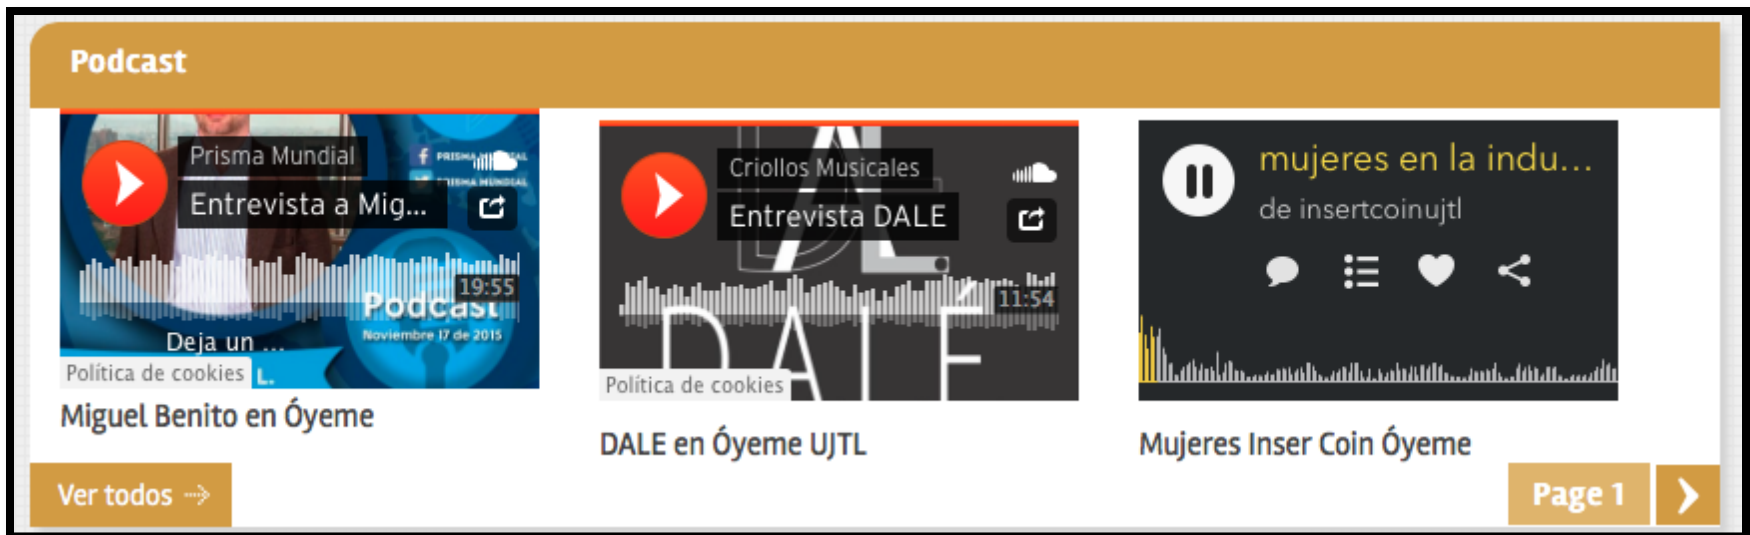 Podcast
Prisma Mundial
Entrevista a Mig...
19:55
Podcast
Noviembre 17 de 2015
Deja un ...
Política de cookies
L.
Miguel Benito en Óyeme
Criollos Musicales
Entrevista DALE
11:54
DALÉ
Política de cookies
DALE en Óyeme UJTL
mujeres en la indu...
de insertcoinujtl
Mujeres Inser Coin Óyeme
Ver todos
Page 1